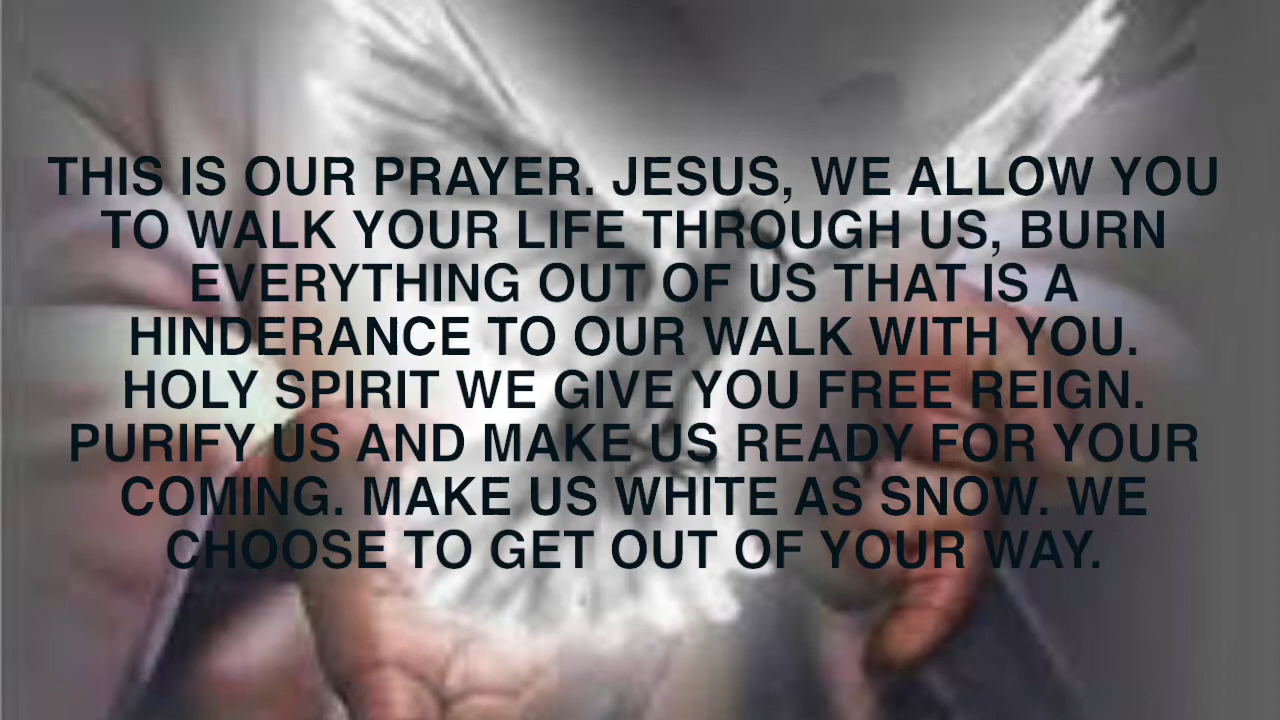 THIS IS OUR PRAYER. JESUS, WE ALLOW YOU
TO WALK YOUR LIFE THROUGH US, BURN
EVERYTHING OUT OF US THAT IS A
HINDERANCE TO OUR WALK WITH YOU.
HOLY SPIRIT WE GIVE YOU FREE REIGN.
PURIFY US AND MAKE US READY FOR YOUR
COMING. MAKE US WHITE AS SNOW. WE
CHOOSE TO GET OUT OF YOUR WAY.